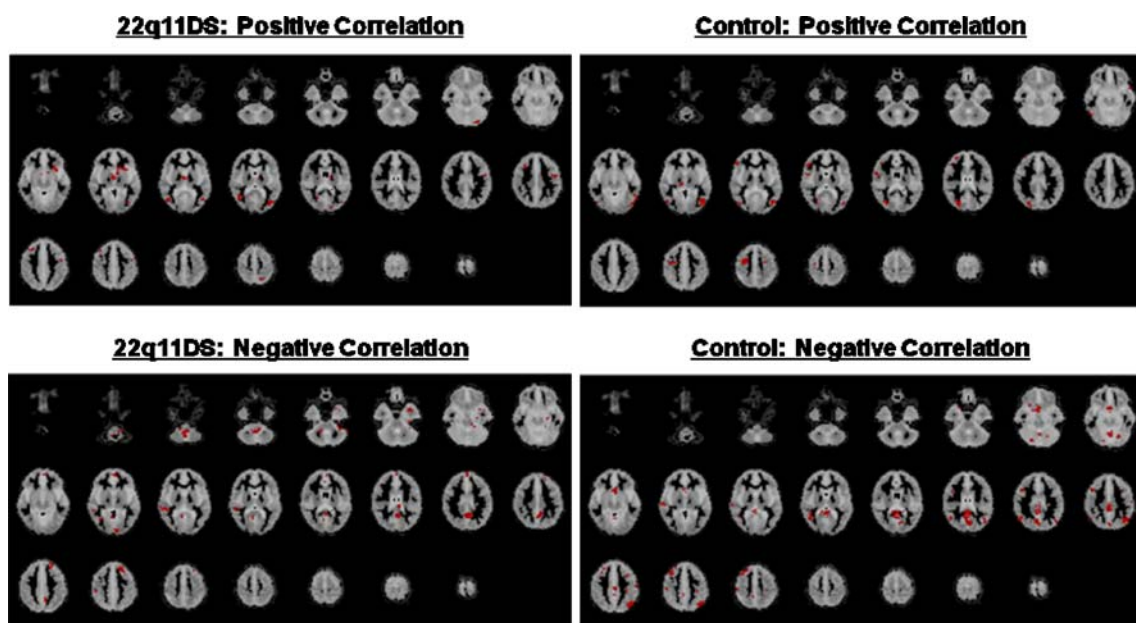 22q11DS: Positive Correlation
Control: Positive Correlation
22q11DS: Negative Correlation
Control: Negative Correlation